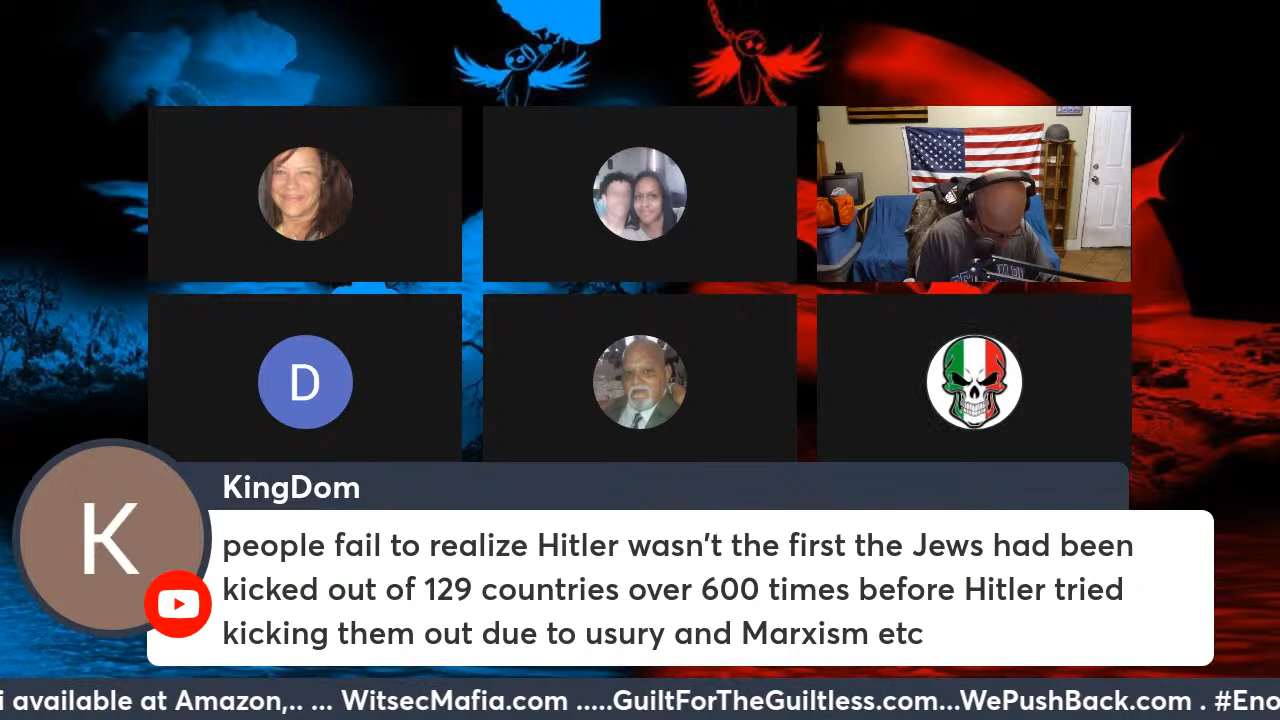 D
K
KingDom
people fail to realize Hitler wasn't the first the Jews had been
kicked out of 129 countries over 600 times before Hitler tried
kicking them out due to usury and Marxism etc
i available at Amazon,.. ... WitsecMafia.com .....GuiltForTheGuiltless.com...WePushBack.com . #End